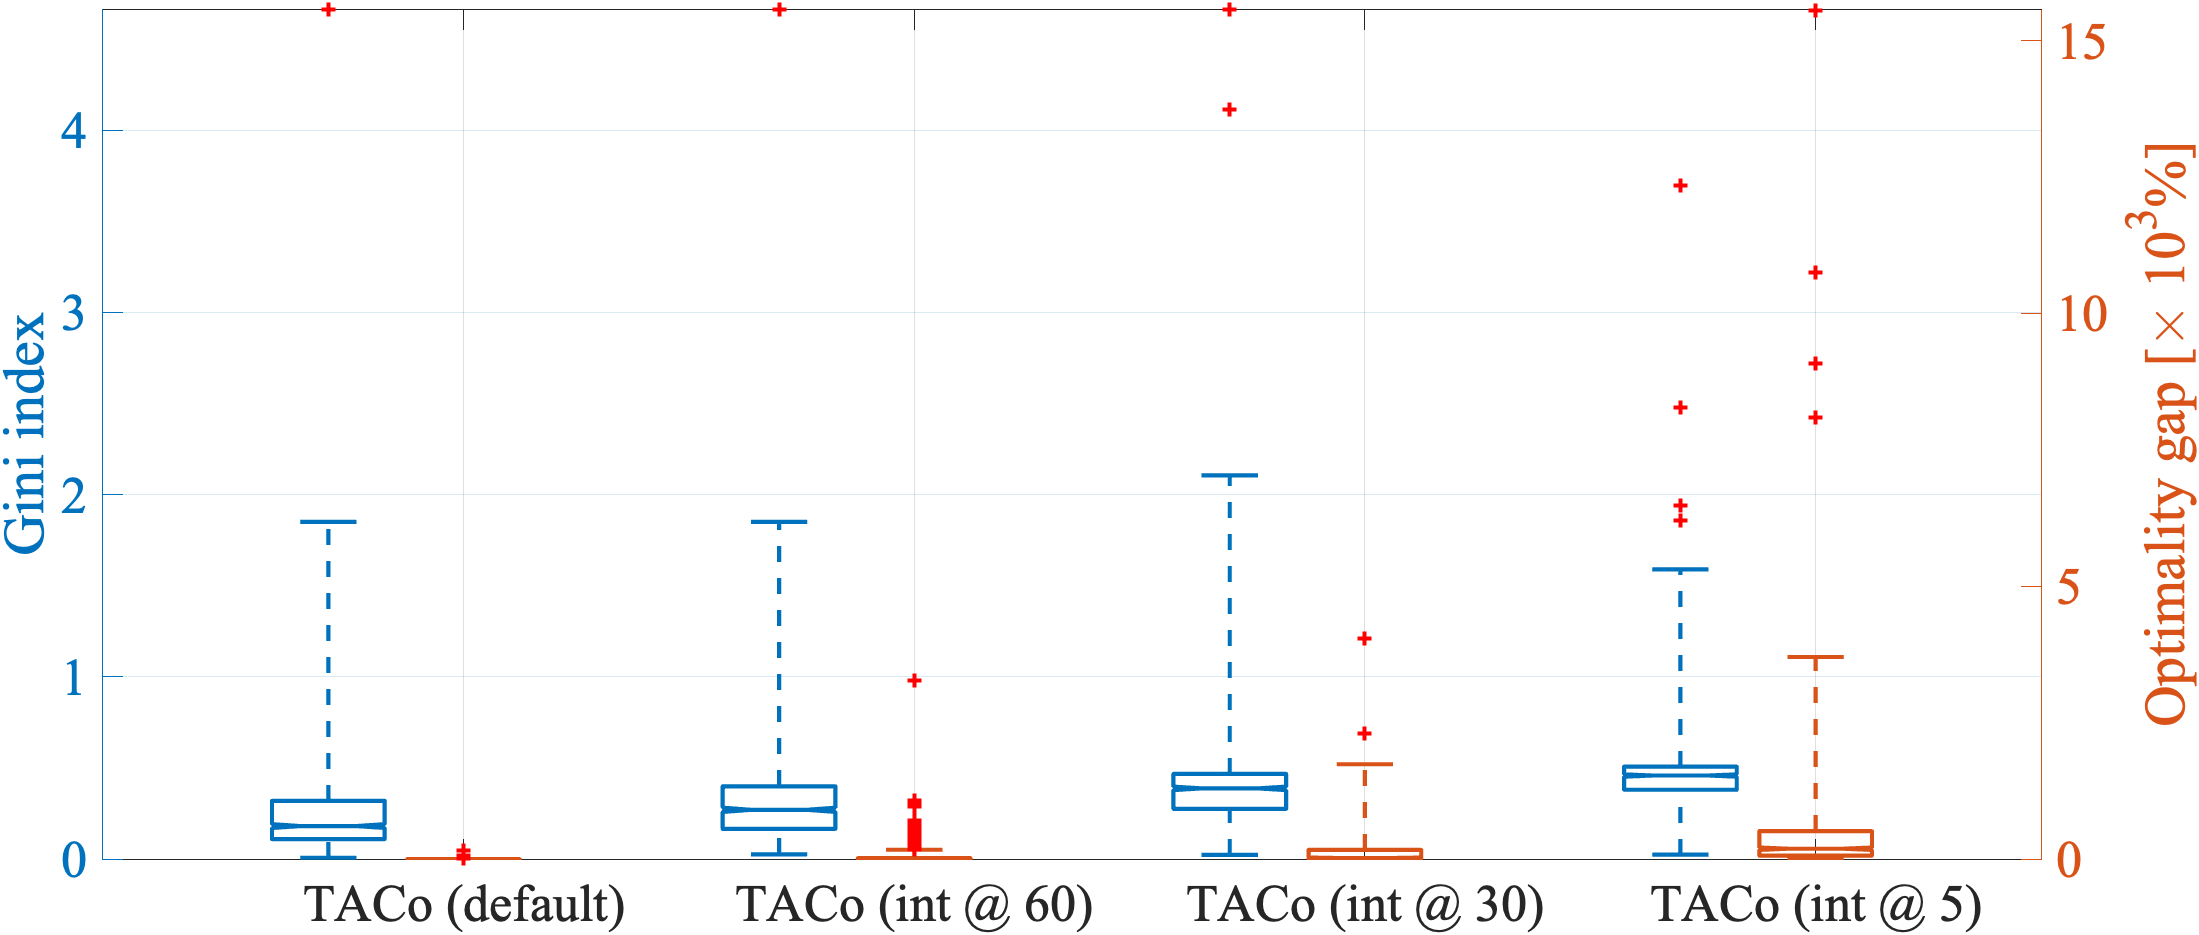 Gini index
4
3
2
1
0
15
10
5
0
Optimality gap [× 10³%]
TACo (default)
TACo (int @ 60)
TACo (int @ 30)
TACo (int @ 5)